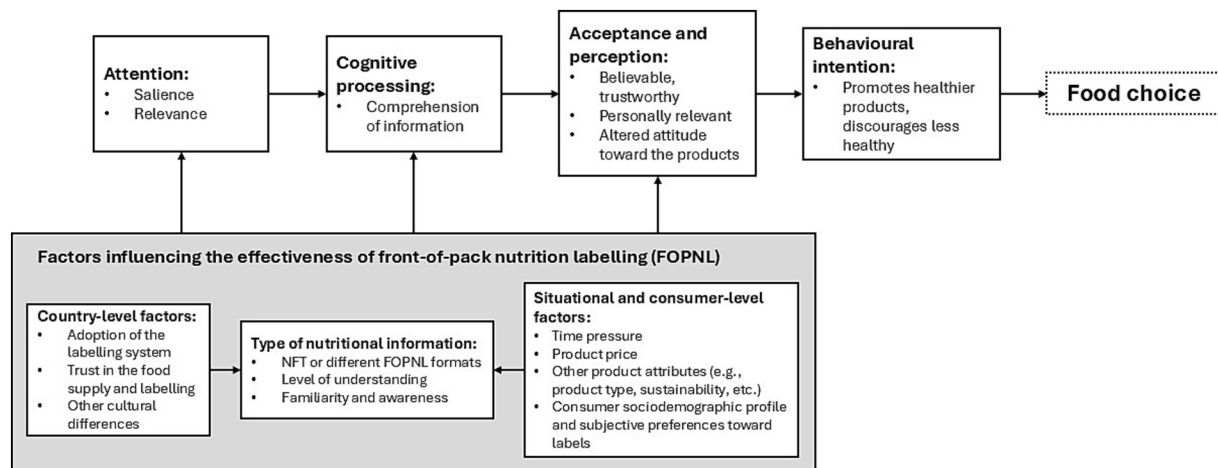 Attention:
• Salience
• Relevance
Cognitive
processing:
• Comprehension
of information
Acceptance and
perception:
• Believable,
trustworthy
• Personally relevant
• Altered attitude
toward the products
Behavioural
intention:
• Promotes healthier
products,
discourages less
healthy
Food choice
Factors influencing the effectiveness of front-of-pack nutrition labelling (FOPNL)
Country-level factors:
• Adoption of the
labelling system
• Trust in the food
supply and labelling
• Other cultural
differences
Type of nutritional information:
• NFT or different FOPNL formats
• Level of understanding
• Familiarity and awareness
Situational and consumer-level
factors:
• Time pressure
• Product price
• Other product attributes (e.g.,
product type, sustainability, etc.)
• Consumer sociodemographic profile
and subjective preferences toward
labels